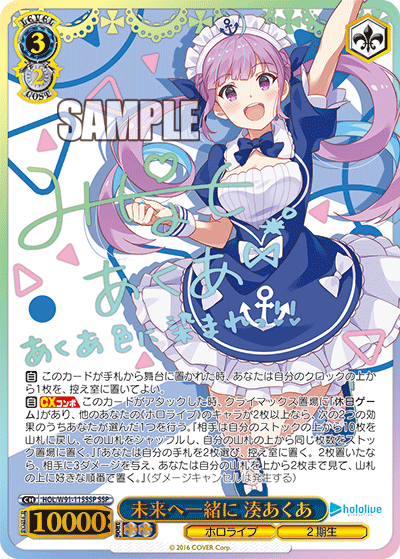 LEVEL
3
2
COST
SAMPLE
みなと
あくあ
あくあ色に染まれっ!!
自 このカードが手札から舞台に置かれた時、あなたは自分のクロックの上から1枚を、控え室に置いてよい。
自 CXコンボ このカードがアタックした時、クライマックス置場に「休日ゲーム」があり、他のあなたの《ホロライブ》のキャラが2枚以上なら、次の2つの効果のうちあなたが選んだ1つを行う。『相手は自分のストックの上から10枚を山札に戻し、その山札をシャッフルし、自分の山札の上から同じ枚数をストック置場に置く。』『あなたは自分の手札を2枚選び、控え室に置く。2枚置いたなら、相手に3ダメージを与え、あなたは自分の山札の上から2枚まで見て、山札の上に好きな順番で置く。』（ダメージキャンセルは発生する）
CH HOL/W91-115SSP SSP
POWER
10000
SOUL
未来へ一緒に 湊あくあ
hololive
ホロライブ
2期生
© 2016 COVER Corp.